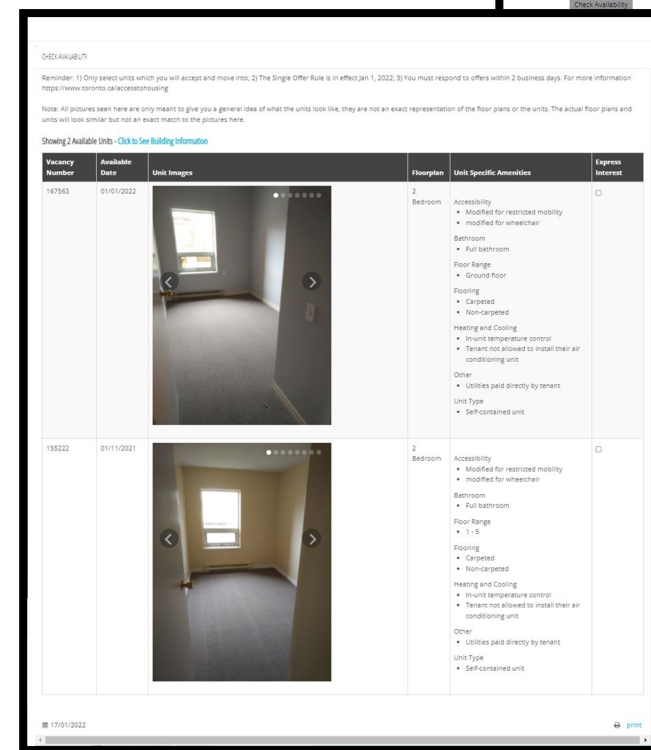 Check Availability
CHECK AVAILABILITY
Reminder: 1) Only select units which you will accept and move into; 2) The Single Offer Rule is in effect Jan 1, 2022; 3) You must respond to offers within 2 business days. For more information
https://www.toronto.ca/accesstohousing
Note: All pictures seen here are only meant to give you a general idea of what the units look like, they are not an exact representation of the floor plans or the units. The actual floor plans and
units will look similar but not an exact match to the pictures here.
Showing 2 Available Units - Click to See Building Information
Vacancy Number Available Date Unit Images Floorplan Unit Specific Amenities Express Interest
167563 01/01/2022 2 Bedroom
Accessibility
• Modified for restricted mobility
• modified for wheelchair
Bathroom
• Full bathroom
Floor Range
• Ground floor
Flooring
• Carpeted
• Non-carpeted
Heating and Cooling
• In-unit temperature control
• Tenant not allowed to install their air
conditioning unit
Other
• Utilities paid directly by tenant
Unit Type
• Self-contained unit
155222 01/11/2021 2 Bedroom
Accessibility
• Modified for restricted mobility
• modified for wheelchair
Bathroom
• Full bathroom
Floor Range
• 1 - 5
Flooring
• Carpeted
• Non-carpeted
Heating and Cooling
• In-unit temperature control
• Tenant not allowed to install their air
conditioning unit
Other
• Utilities paid directly by tenant
Unit Type
• Self-contained unit
17/01/2022 print